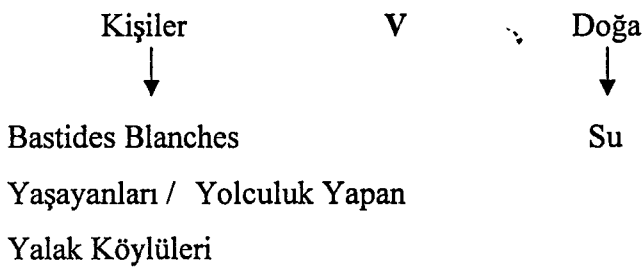 Kişiler V Doğa
Bastides Blanches Su
Yaşayanları / Yolculuk Yapan
Yalak Köylüleri